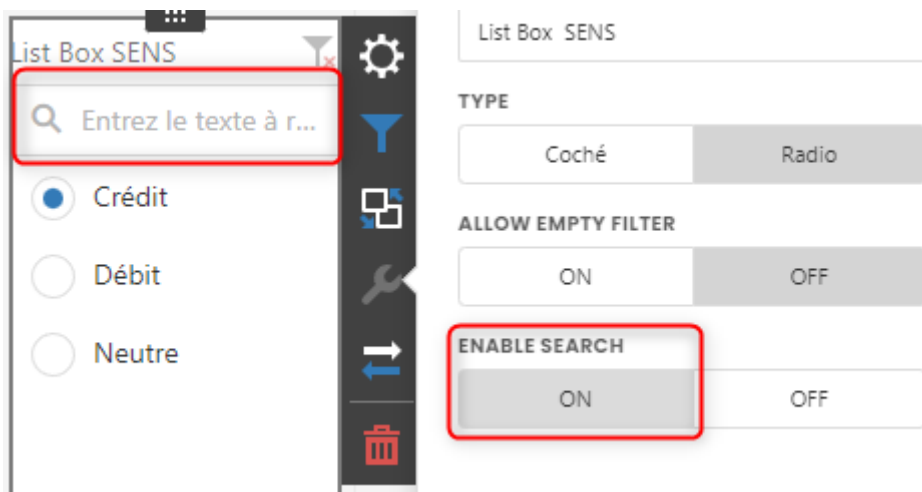 List Box SENS
Entrez le texte à r...
Crédit
Débit
Neutre
List Box SENS
TYPE
Coché Radio
ALLOW EMPTY FILTER
ON OFF
ENABLE SEARCH
ON OFF